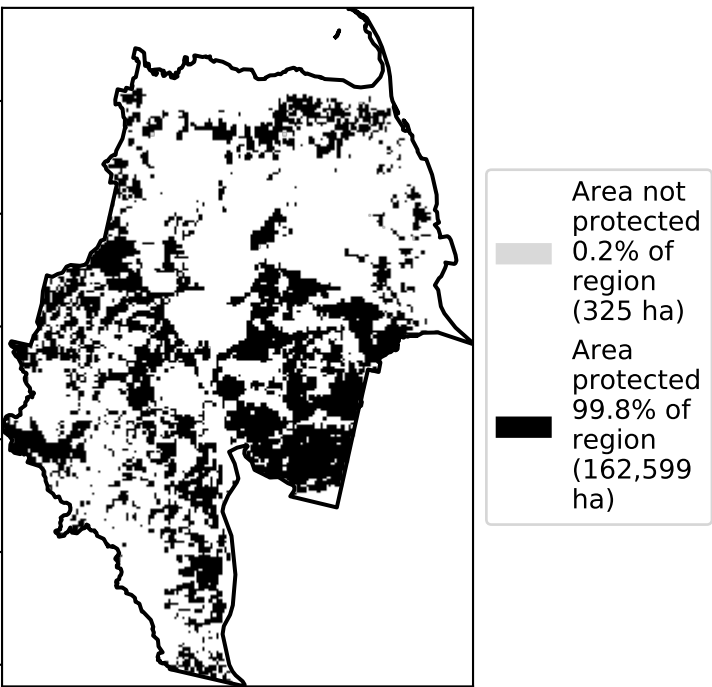 Area not
protected
0.2% of
region
(325 ha)
Area
protected
99.8% of
region
(162,599
ha)